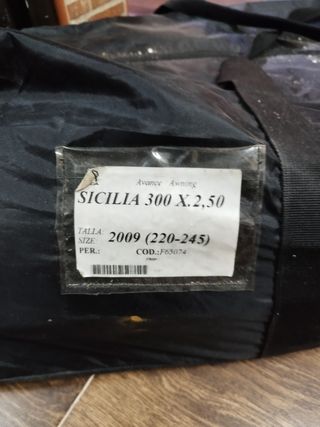 Avance Awning
SICILIA 300 X.2,50
TALLA
SIZE 2009 (220-245)
PER.: COD.:F65074